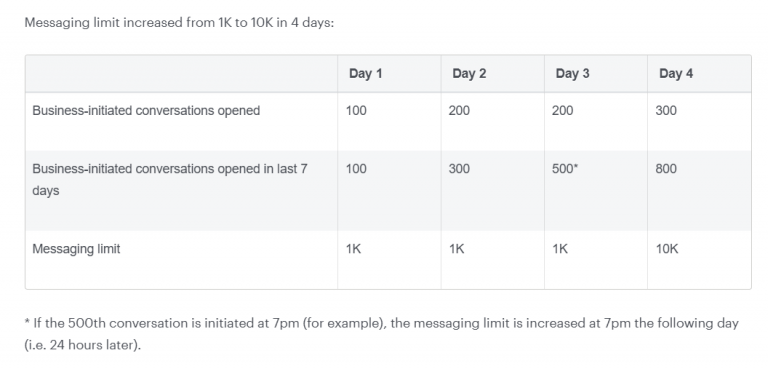 Messaging limit increased from 1K to 10K in 4 days:
Day 1 Day 2 Day 3 Day 4
Business-initiated conversations opened 100 200 200 300
Business-initiated conversations opened in last 7 100 300 500* 800
days
Messaging limit 1K 1K 1K 10K
* If the 500th conversation is initiated at 7pm (for example), the messaging limit is increased at 7pm the following day
(i.e. 24 hours later).